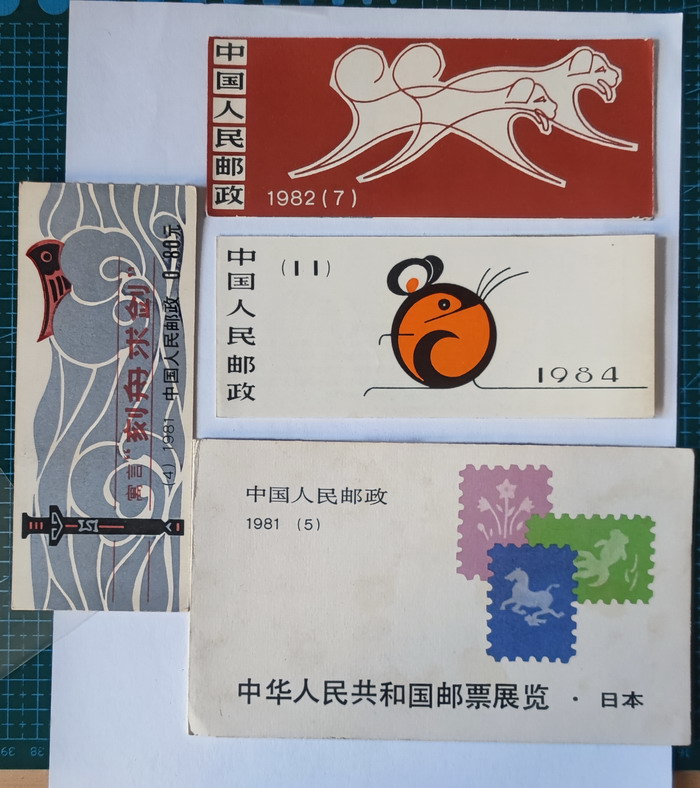 中国人民邮政
1982(7)
中国人民邮政
(11)
1984
寓言“刻舟求剑”
(4) 1981 中国人民邮政 0.80元
中国人民邮政
1981 (5)
中华人民共和国邮票展览·日本
39 38